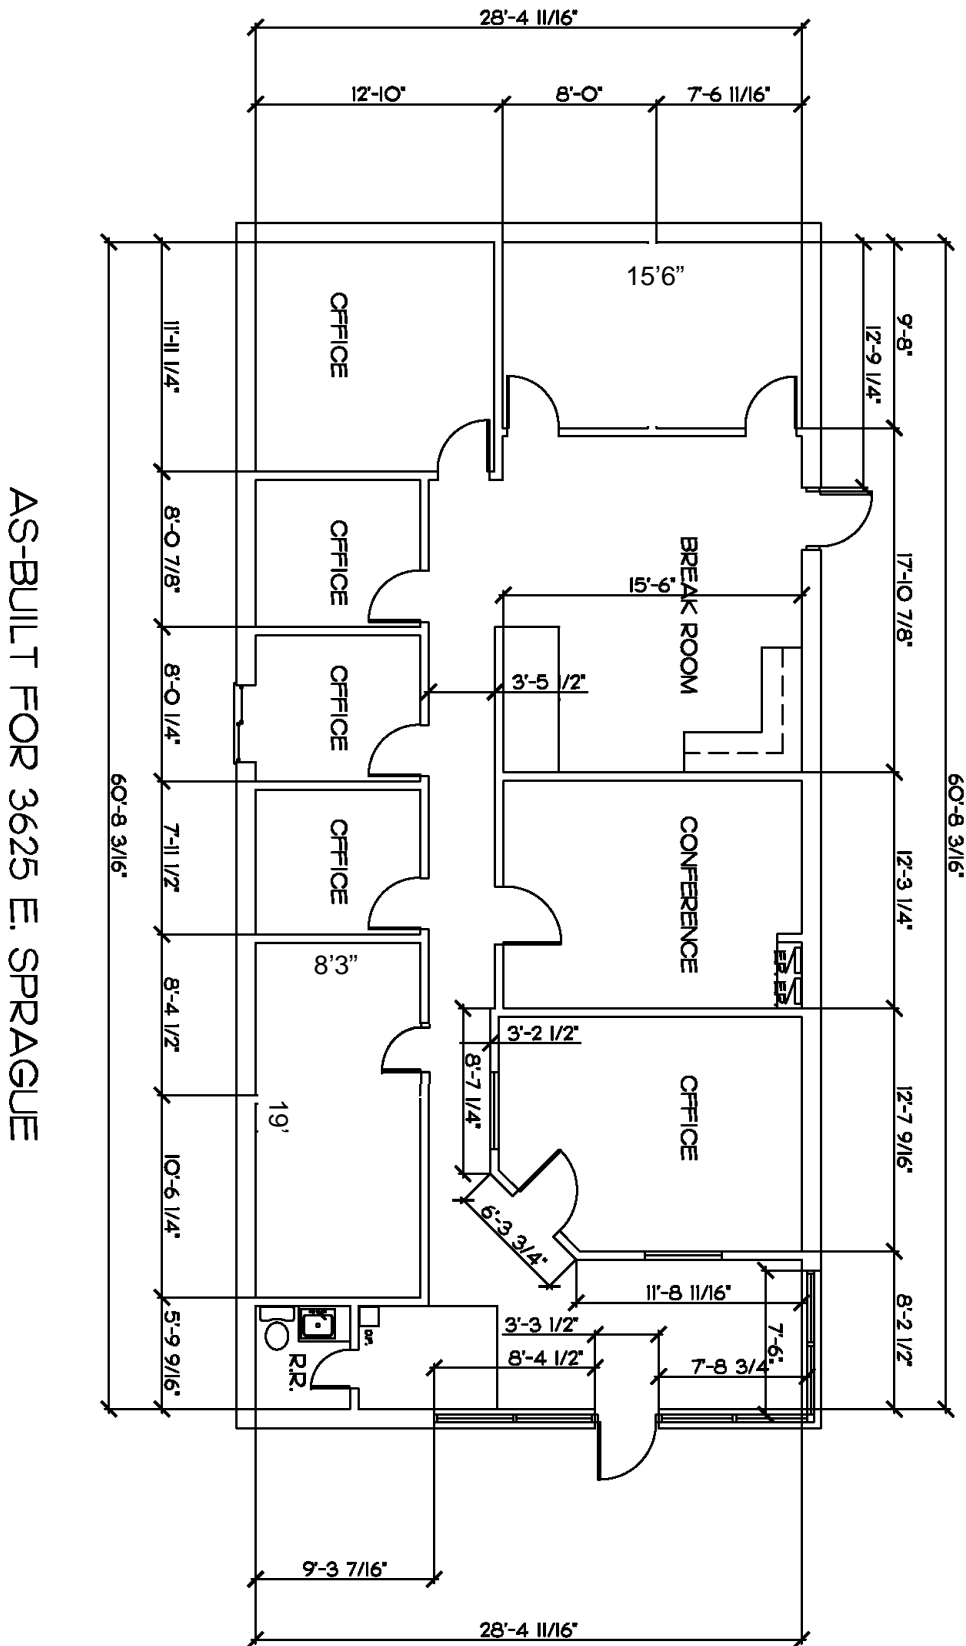 28'-4 11/16"
12'-10"
8'-0"
7'-6 11/16"
15'6"
9'-8"
12'-9 1/4"
OFFICE
11'-11 1/4"
8'-0 7/8"
OFFICE
BREAK ROOM
15'-6"
17'-10 7/8"
8'-0 1/4"
OFFICE
3'-5 1/2"
60'-8 3/16"
60'-8 3/16"
7'-11 1/2"
OFFICE
CONFERENCE
12'-3 1/4"
8'3"
EP.
EP.
8'-4 1/2"
3'-2 1/2"
8'-7 1/4"
19'
OFFICE
12'-7 9/16"
10'-6 1/4"
6'-3 3/4"
11'-8 11/16"
3'-3 1/2"
7'-6"
8'-2 1/2"
5'-9 9/16"
R.R.
DF.
8'-4 1/2"
7'-8 3/4"
9'-3 7/16"
28'-4 11/16"
AS-BUILT FOR 3625 E. SPRAGUE